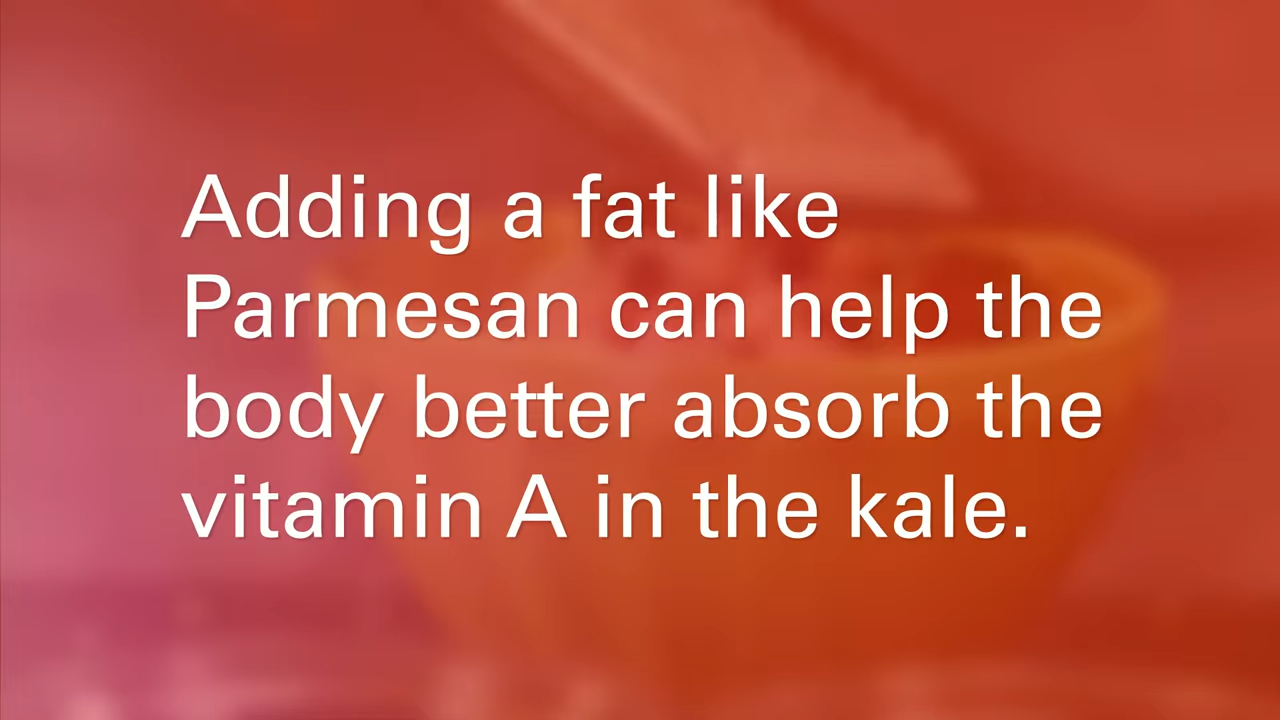 Adding a fat like
Parmesan can help the
body better absorb the
vitamin A in the kale.